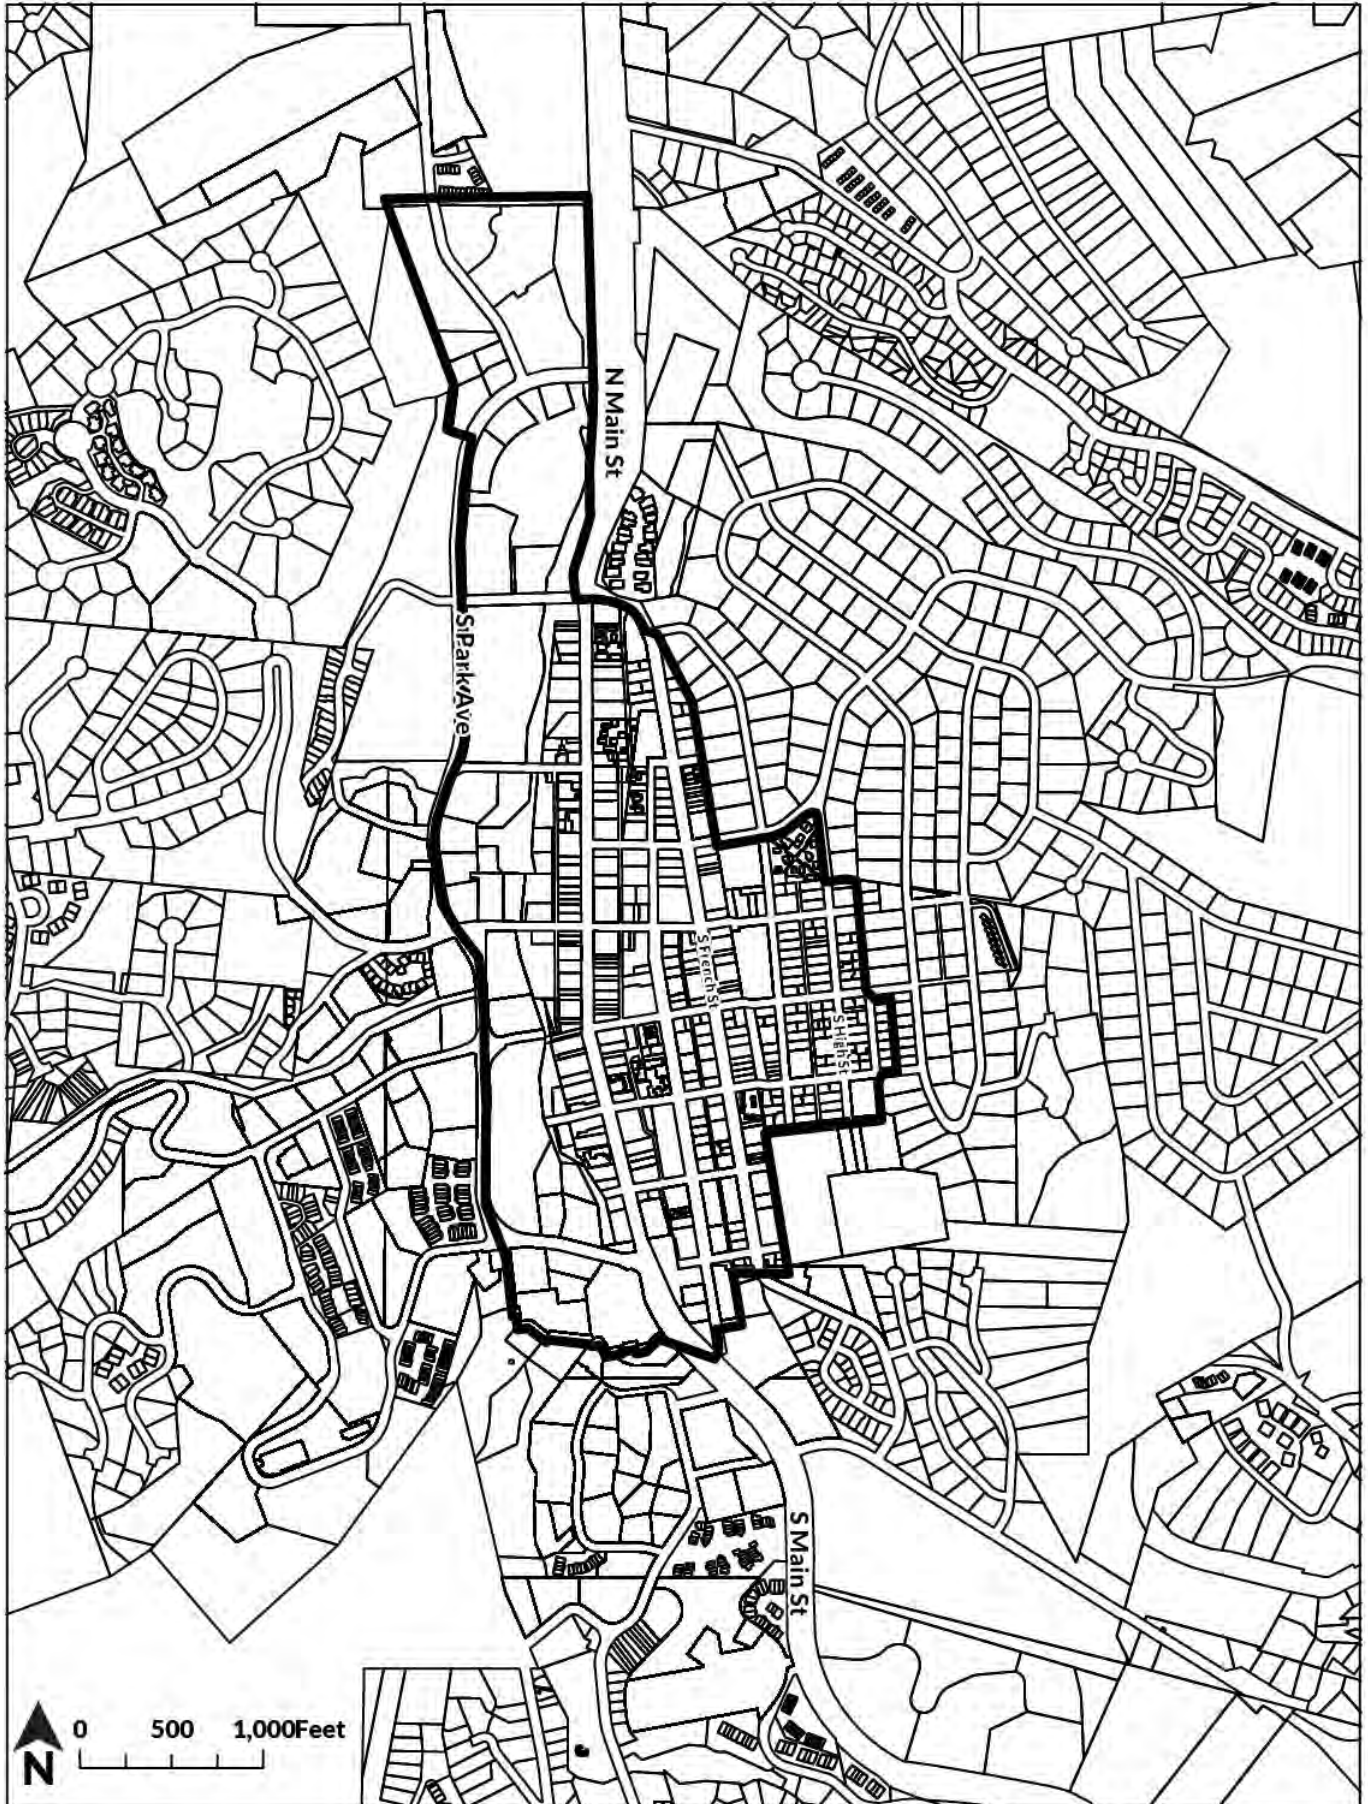 N Main St
S Park Ave
S French St
S High St
S Main St
0 500 1,000Feet
N